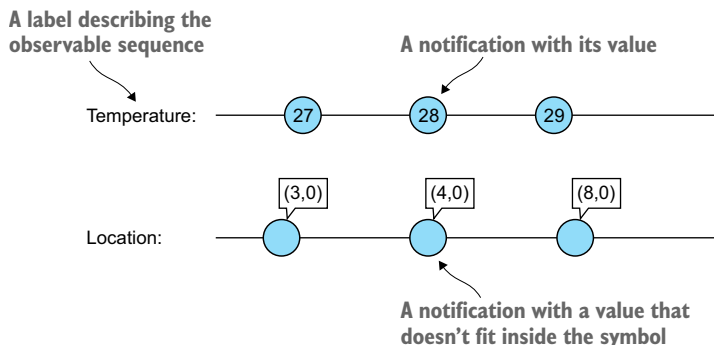 A label describing the
observable sequence
A notification with its value
Temperature:
27
28
29
(3,0)
(4,0)
(8,0)
Location:
A notification with a value that
doesn't fit inside the symbol